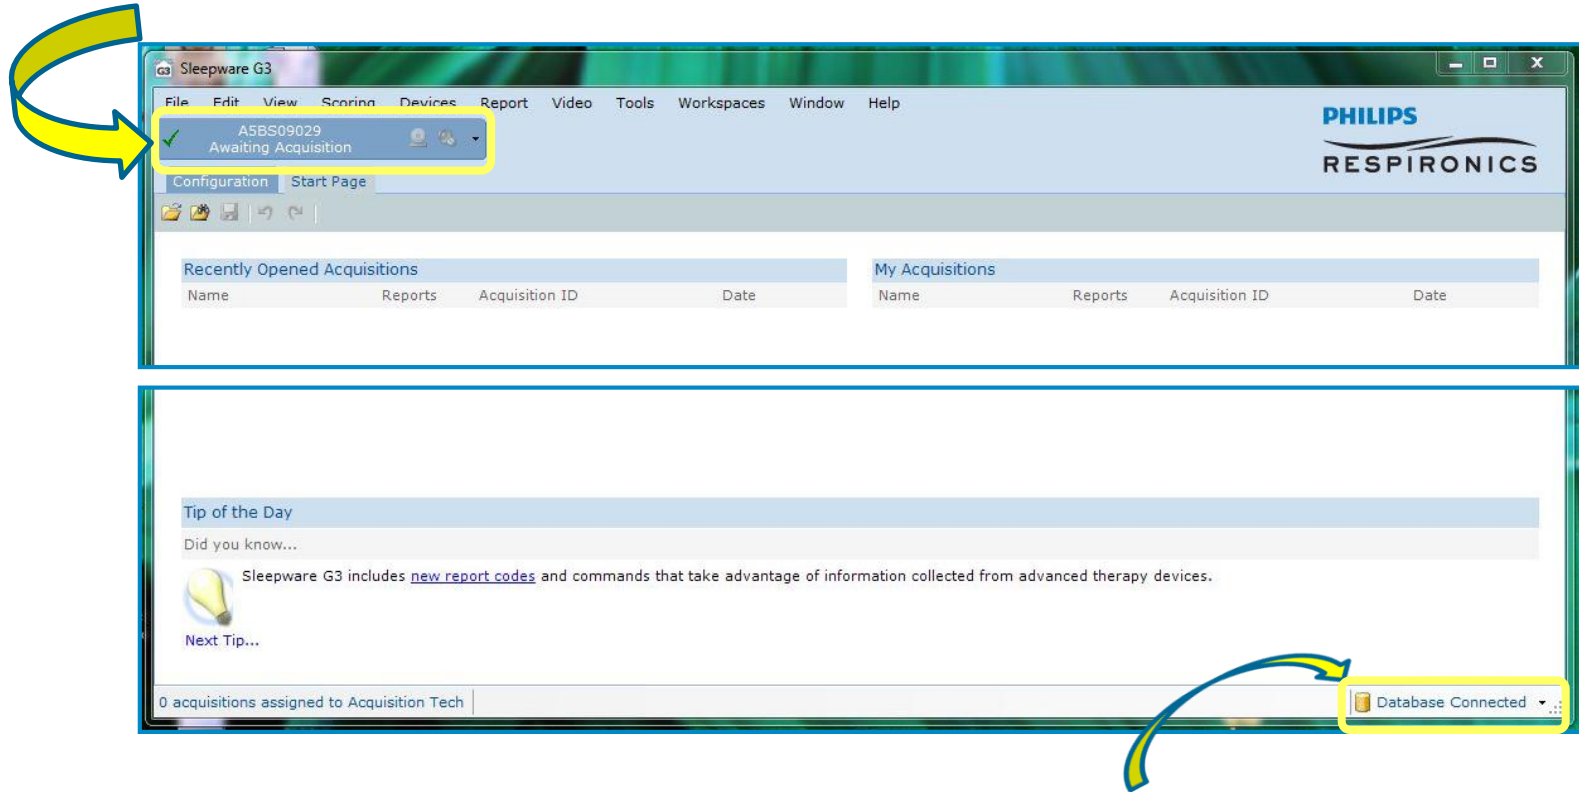 G3 Sleepware G3
File Edit View Scoring Devices Report Video Tools Workspaces Window Help
PHILIPS
RESPIRONICS
A5BS09029
Awaiting Acquisition
Configuration Start Page
Recently Opened Acquisitions
Name Reports Acquisition ID Date
My Acquisitions
Name Reports Acquisition ID Date
Tip of the Day
Did you know...
Sleepware G3 includes new report codes and commands that take advantage of information collected from advanced therapy devices.
Next Tip...
0 acquisitions assigned to Acquisition Tech
Database Connected